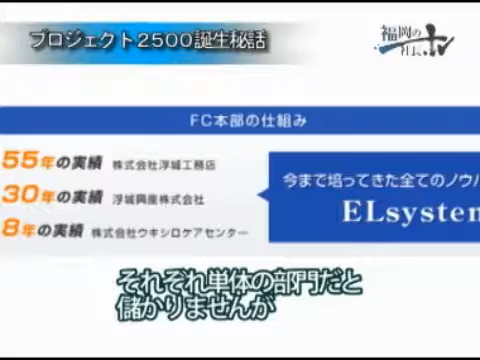 プロジェクト2500誕生秘話
福岡の
社長.tv
FC本部の仕組み
55年の実績 株式会社浮城工務店
30年の実績 浮城興産株式会社
8年の実績 株式会社ウキシロケアセンター
今まで培ってきた全てのノウハ
ELsystem
それぞれ単体の部門だと
儲かりませんが